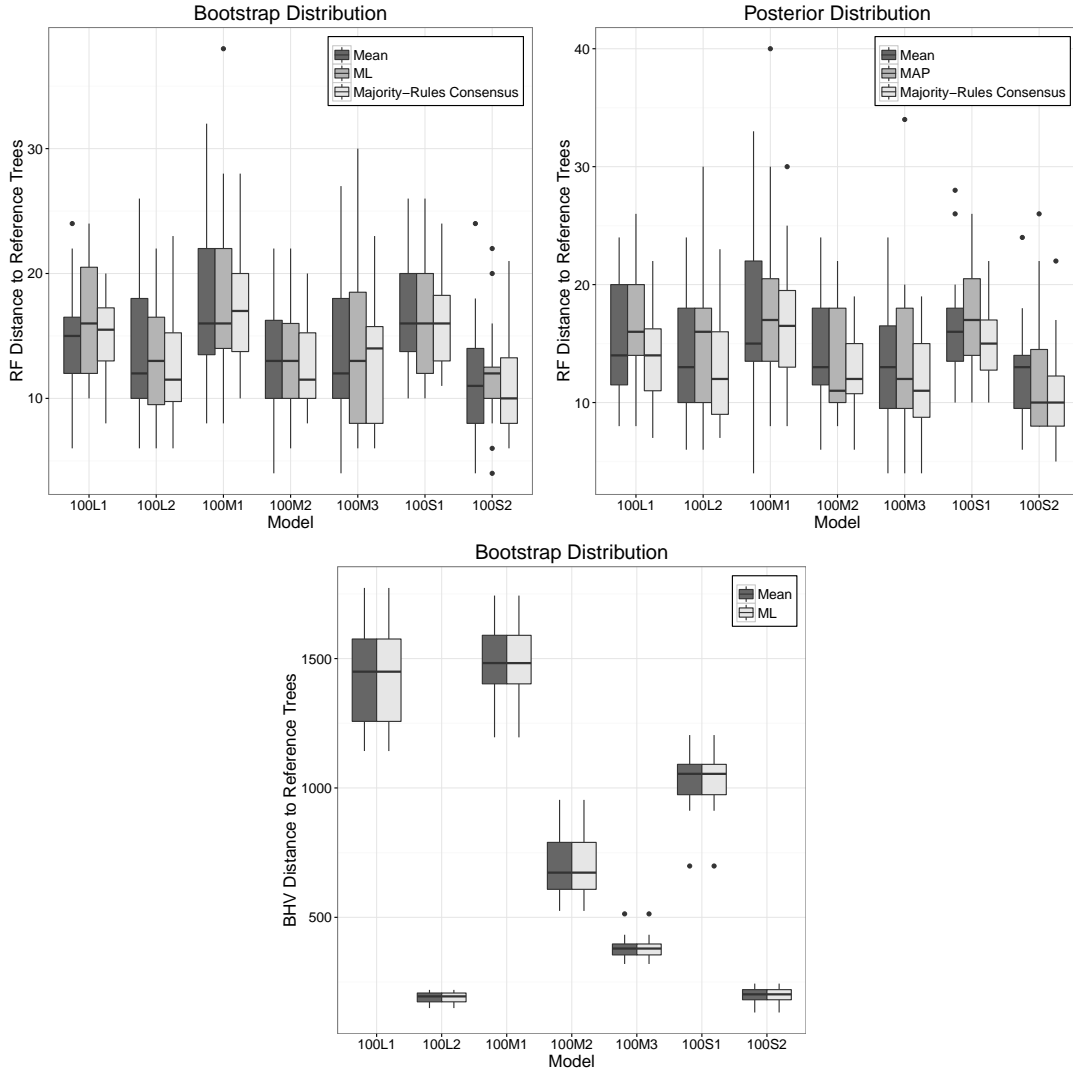 Bootstrap Distribution
Mean
ML
Majority−Rules Consensus
30
20
10
RF Distance to Reference Trees
100L1 100L2 100M1 100M2 100M3 100S1 100S2
Model
Posterior Distribution
Mean
MAP
Majority−Rules Consensus
40
30
20
10
RF Distance to Reference Trees
100L1 100L2 100M1 100M2 100M3 100S1 100S2
Model
Bootstrap Distribution
Mean
ML
1500
1000
500
BHV Distance to Reference Trees
100L1 100L2 100M1 100M2 100M3 100S1 100S2
Model